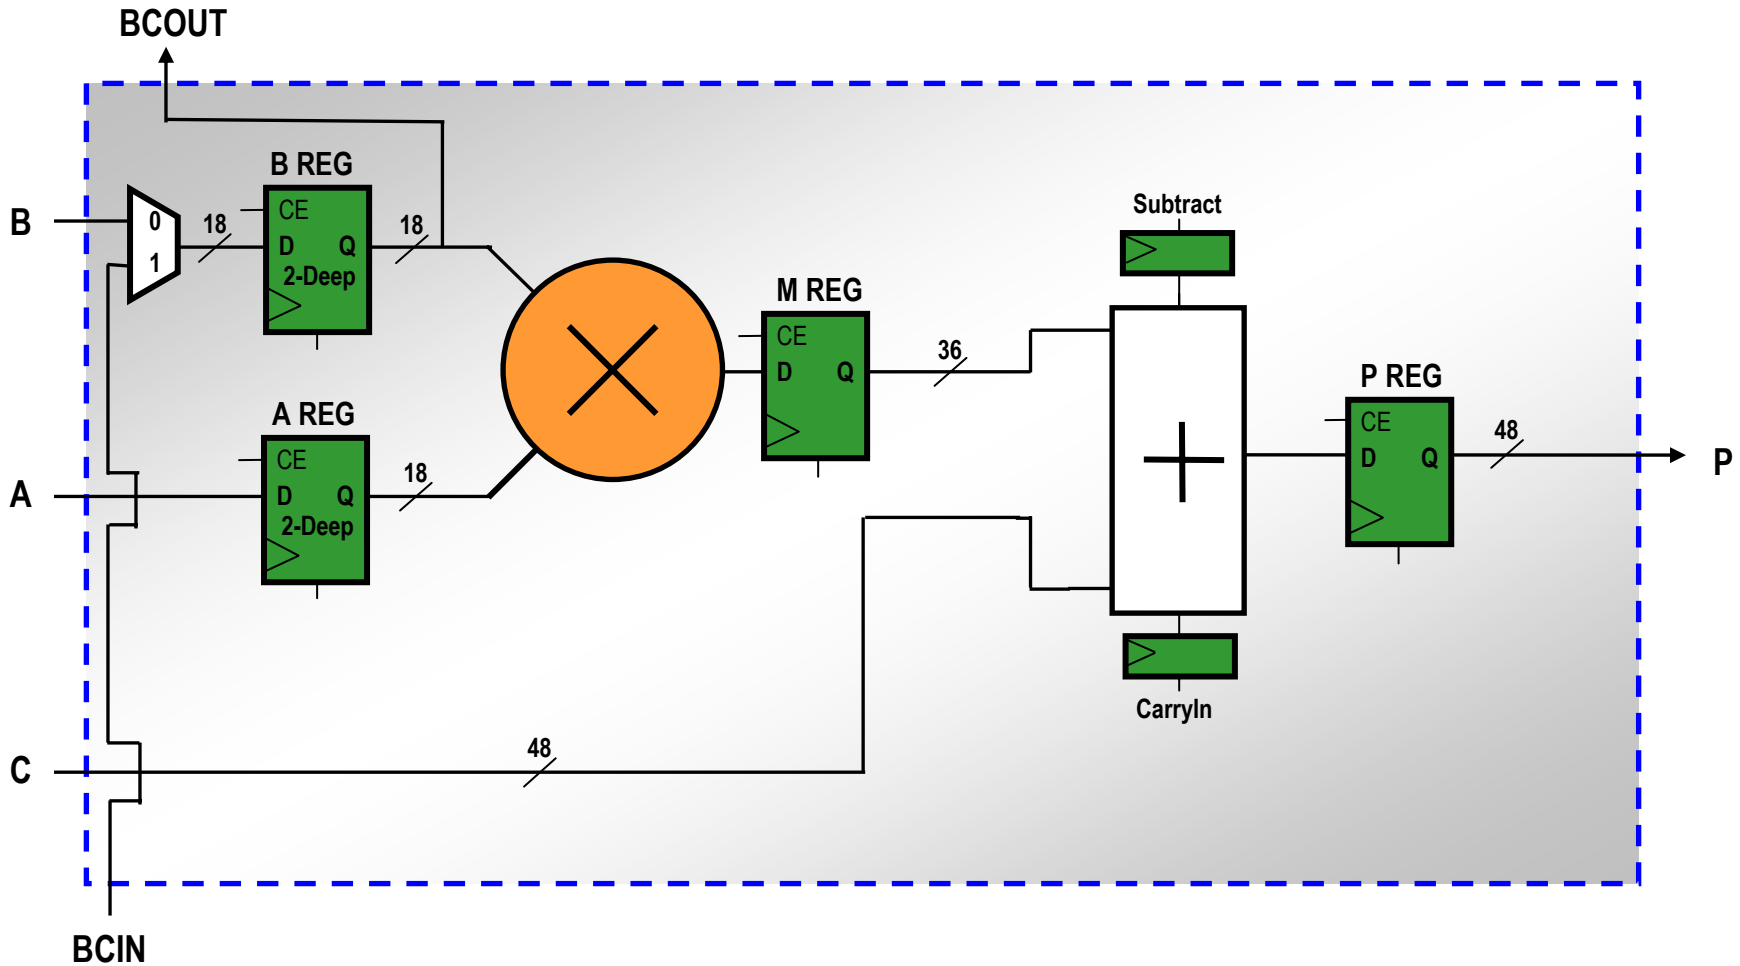 BCOUT
B REG
B
0
1
18
CE
D Q
2-Deep
18
Subtract
M REG
CE
D Q
36
A REG
A
CE
D Q
2-Deep
18
P REG
CE
D Q
48
P
CarryIn
C
48
BCIN